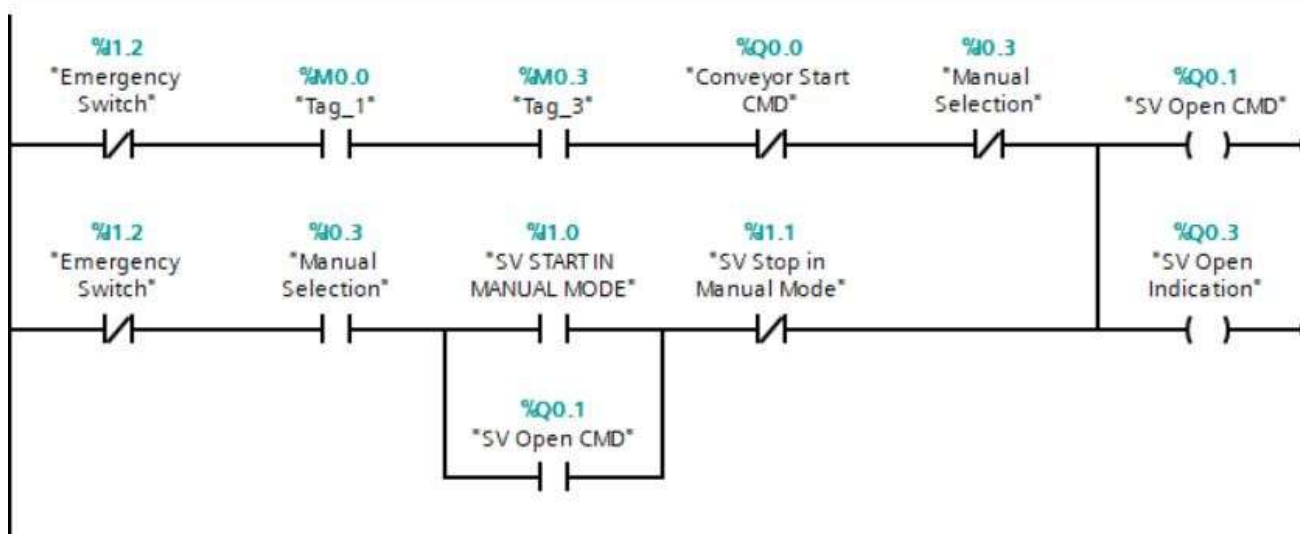 %I1.2
"Emergency
Switch"
%M0.0
"Tag_1"
%M0.3
"Tag_3"
%Q0.0
"Conveyor Start
CMD"
%I0.3
"Manual
Selection"
%Q0.1
"SV Open CMD"
%I1.2
"Emergency
Switch"
%I0.3
"Manual
Selection"
%I1.0
"SV START IN
MANUAL MODE"
%I1.1
"SV Stop in
Manual Mode"
%Q0.3
"SV Open
Indication"
%Q0.1
"SV Open CMD"